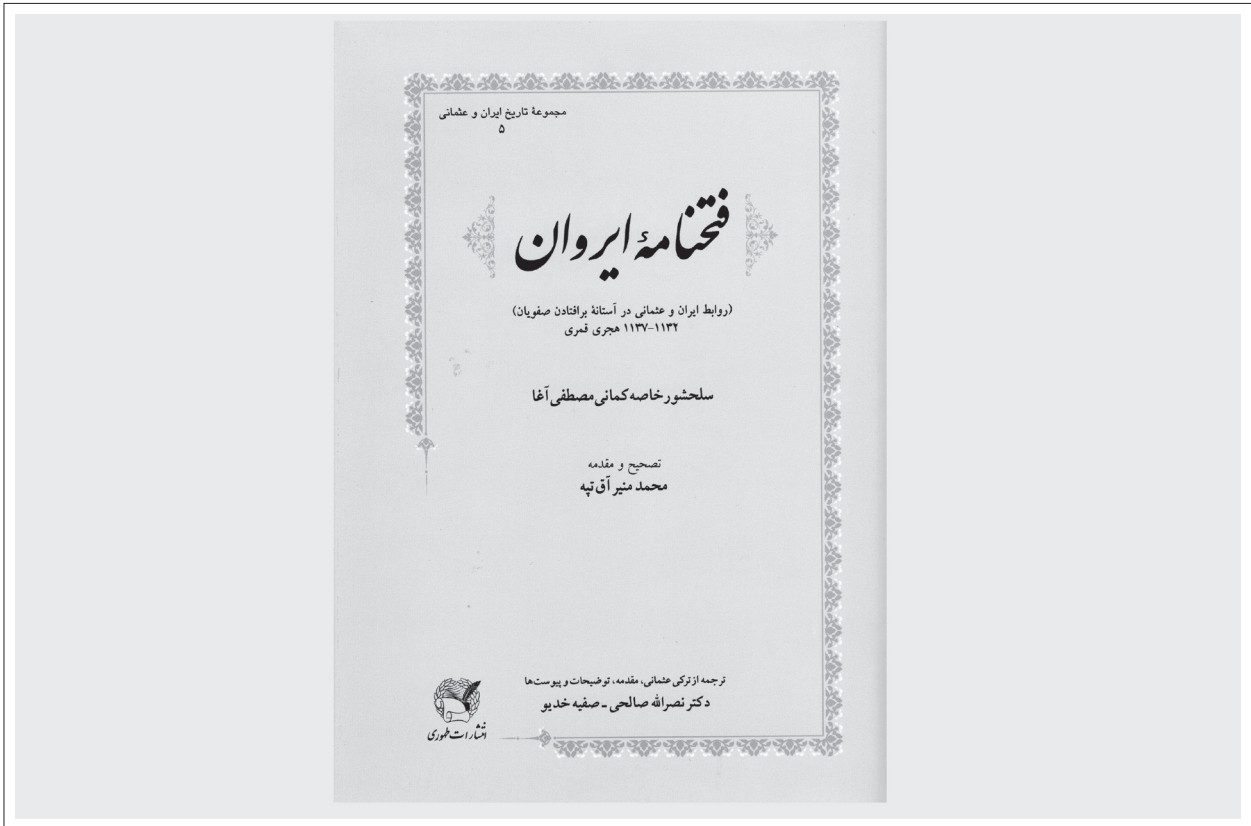 مجموعهٔ تاریخ ایران و عثمانی
۵
فتحنامهٔ ایروان
(روابط ایران و عثمانی در آستانهٔ برافتادن صفویان)
۱۱۳۲-۱۱۳۷ هجری قمری
سلحشور خاصه کمانی مصطفی آغا
تصحیح و مقدمه
محمد منیر آق تپه
ترجمه از ترکی عثمانی، مقدمه، توضیحات و پیوست‌ها
دکتر نصرالله صالحی ـ صفیه خدیو
انتشارات طهوری